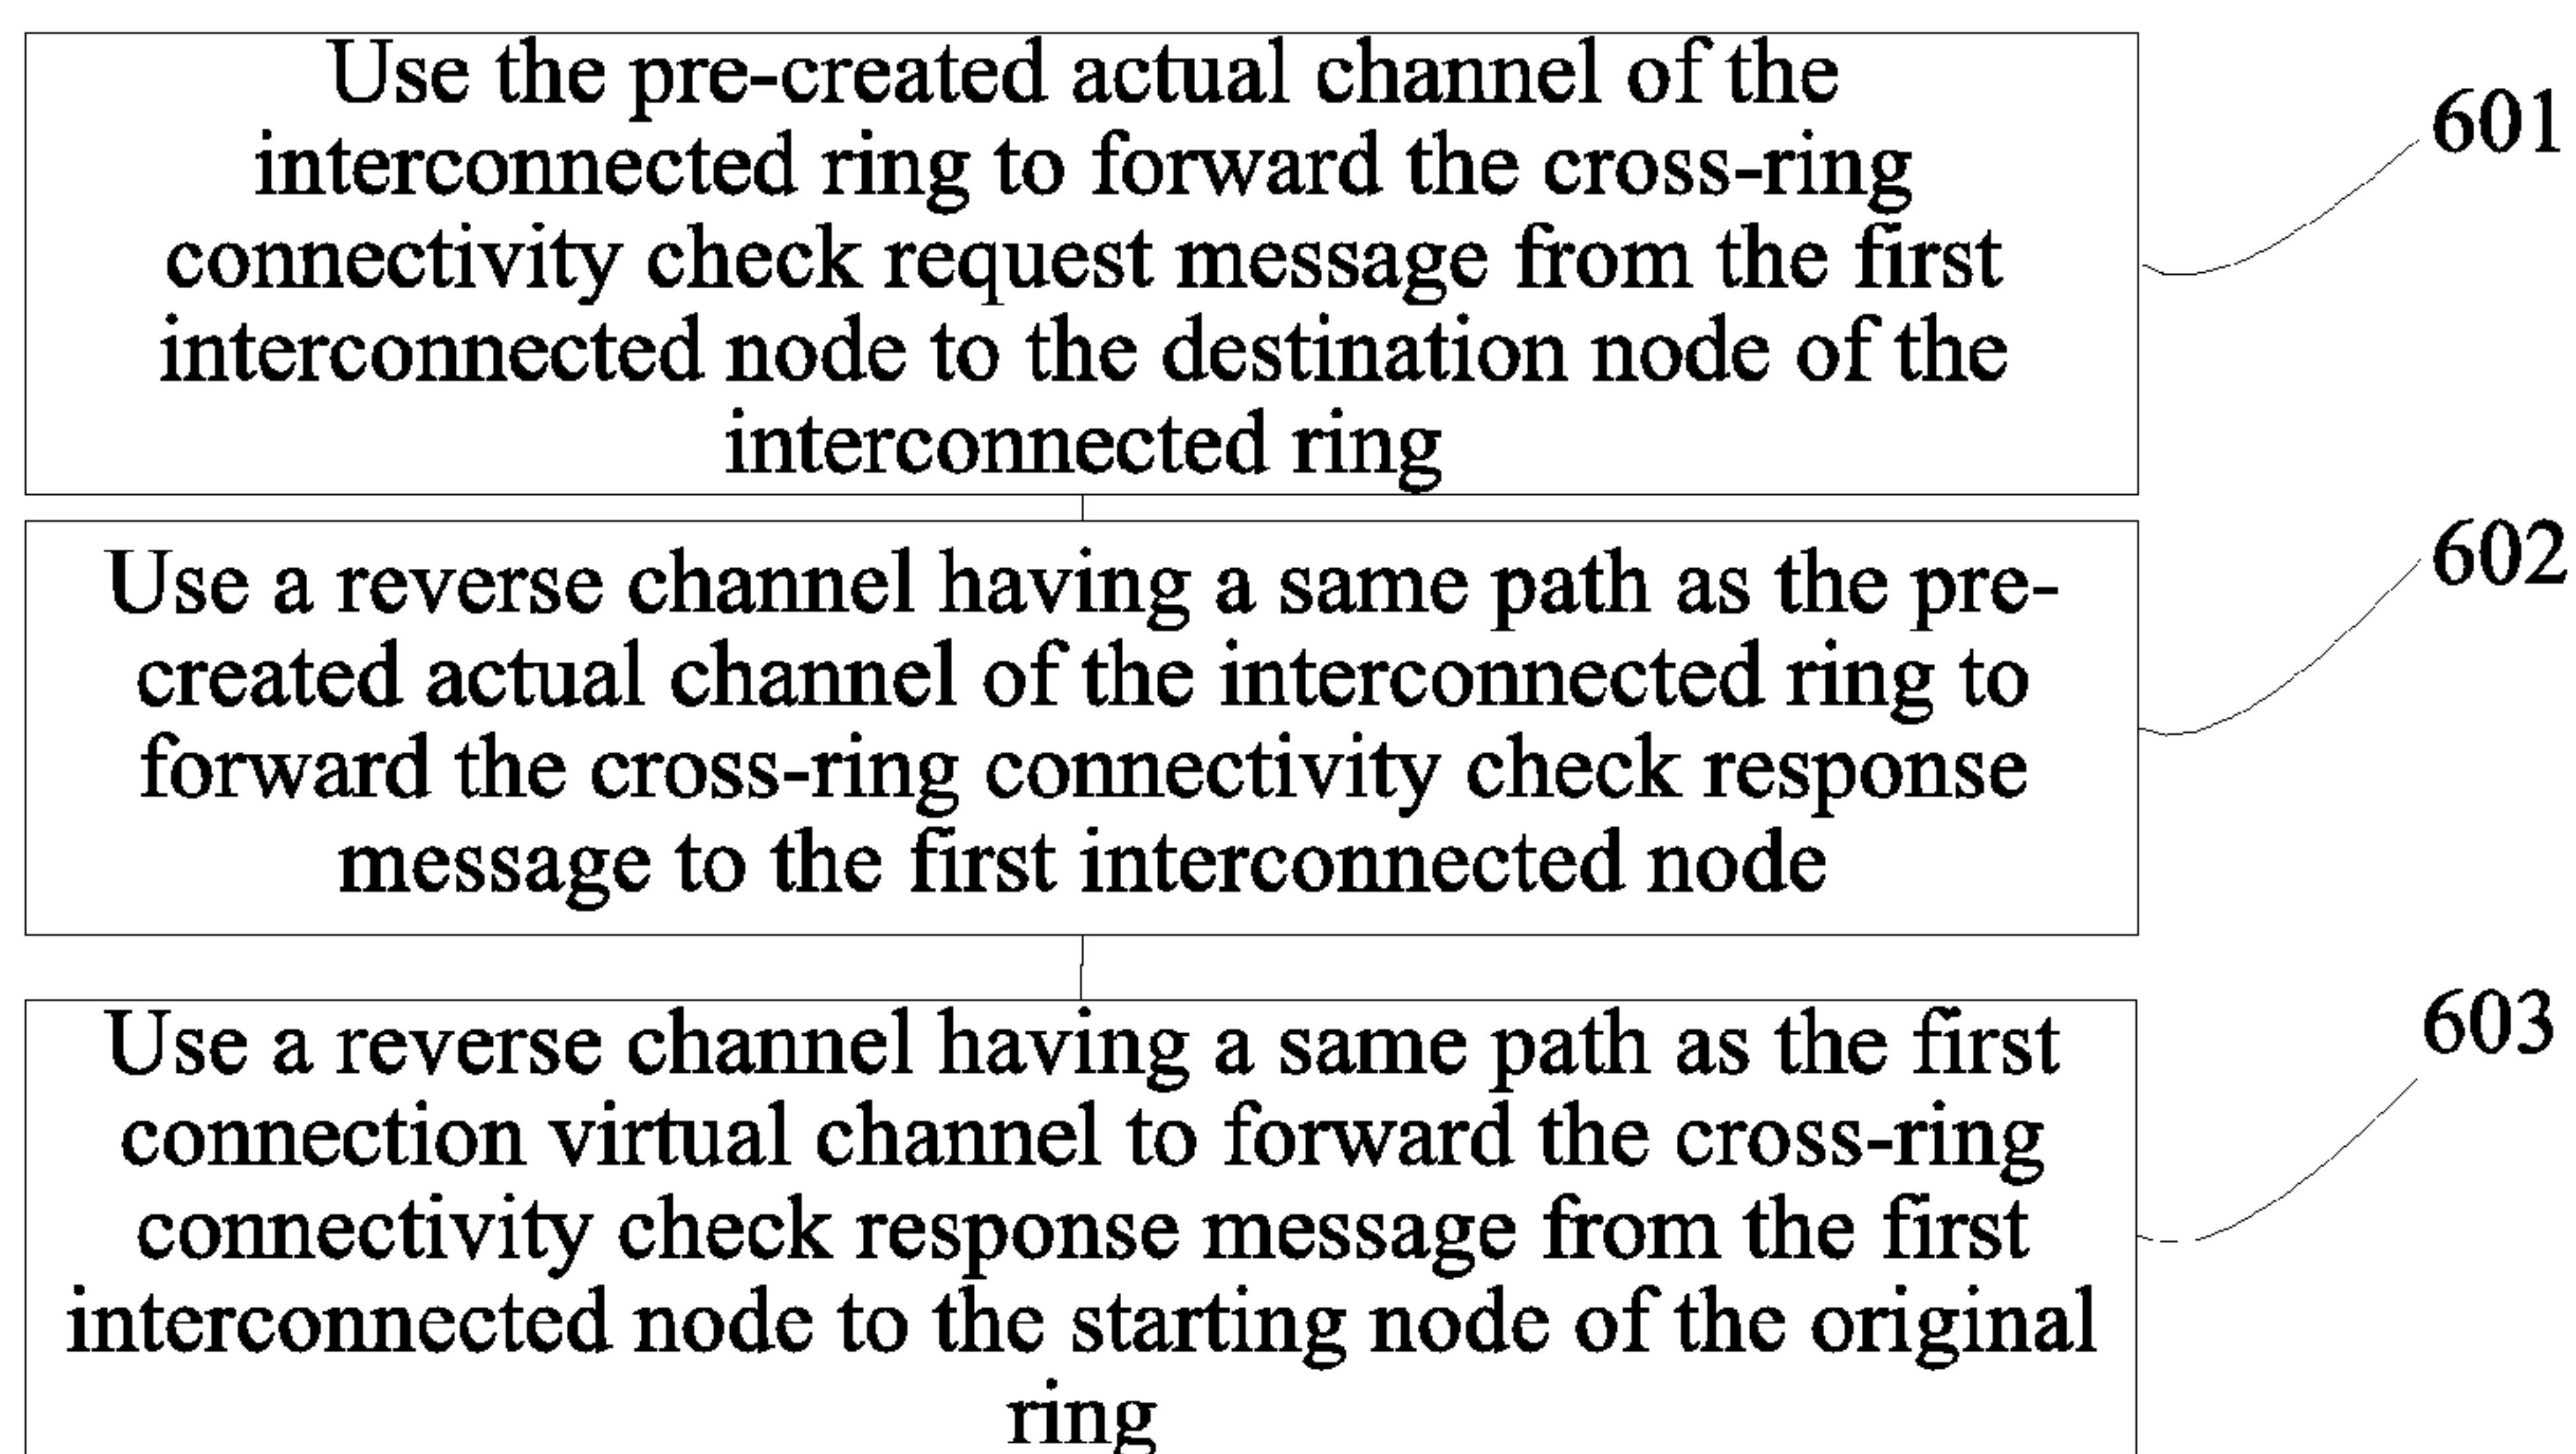 Use the pre-created actual channel of the
interconnected ring to forward the cross-ring
connectivity check request message from the first
interconnected node to the destination node of the
interconnected ring
601
Use a reverse channel having a same path as the pre-
created actual channel of the interconnected ring to
forward the cross-ring connectivity check response
message to the first interconnected node
602
Use a reverse channel having a same path as the first
connection virtual channel to forward the cross-ring
connectivity check response message from the first
interconnected node to the starting node of the original
ring
603